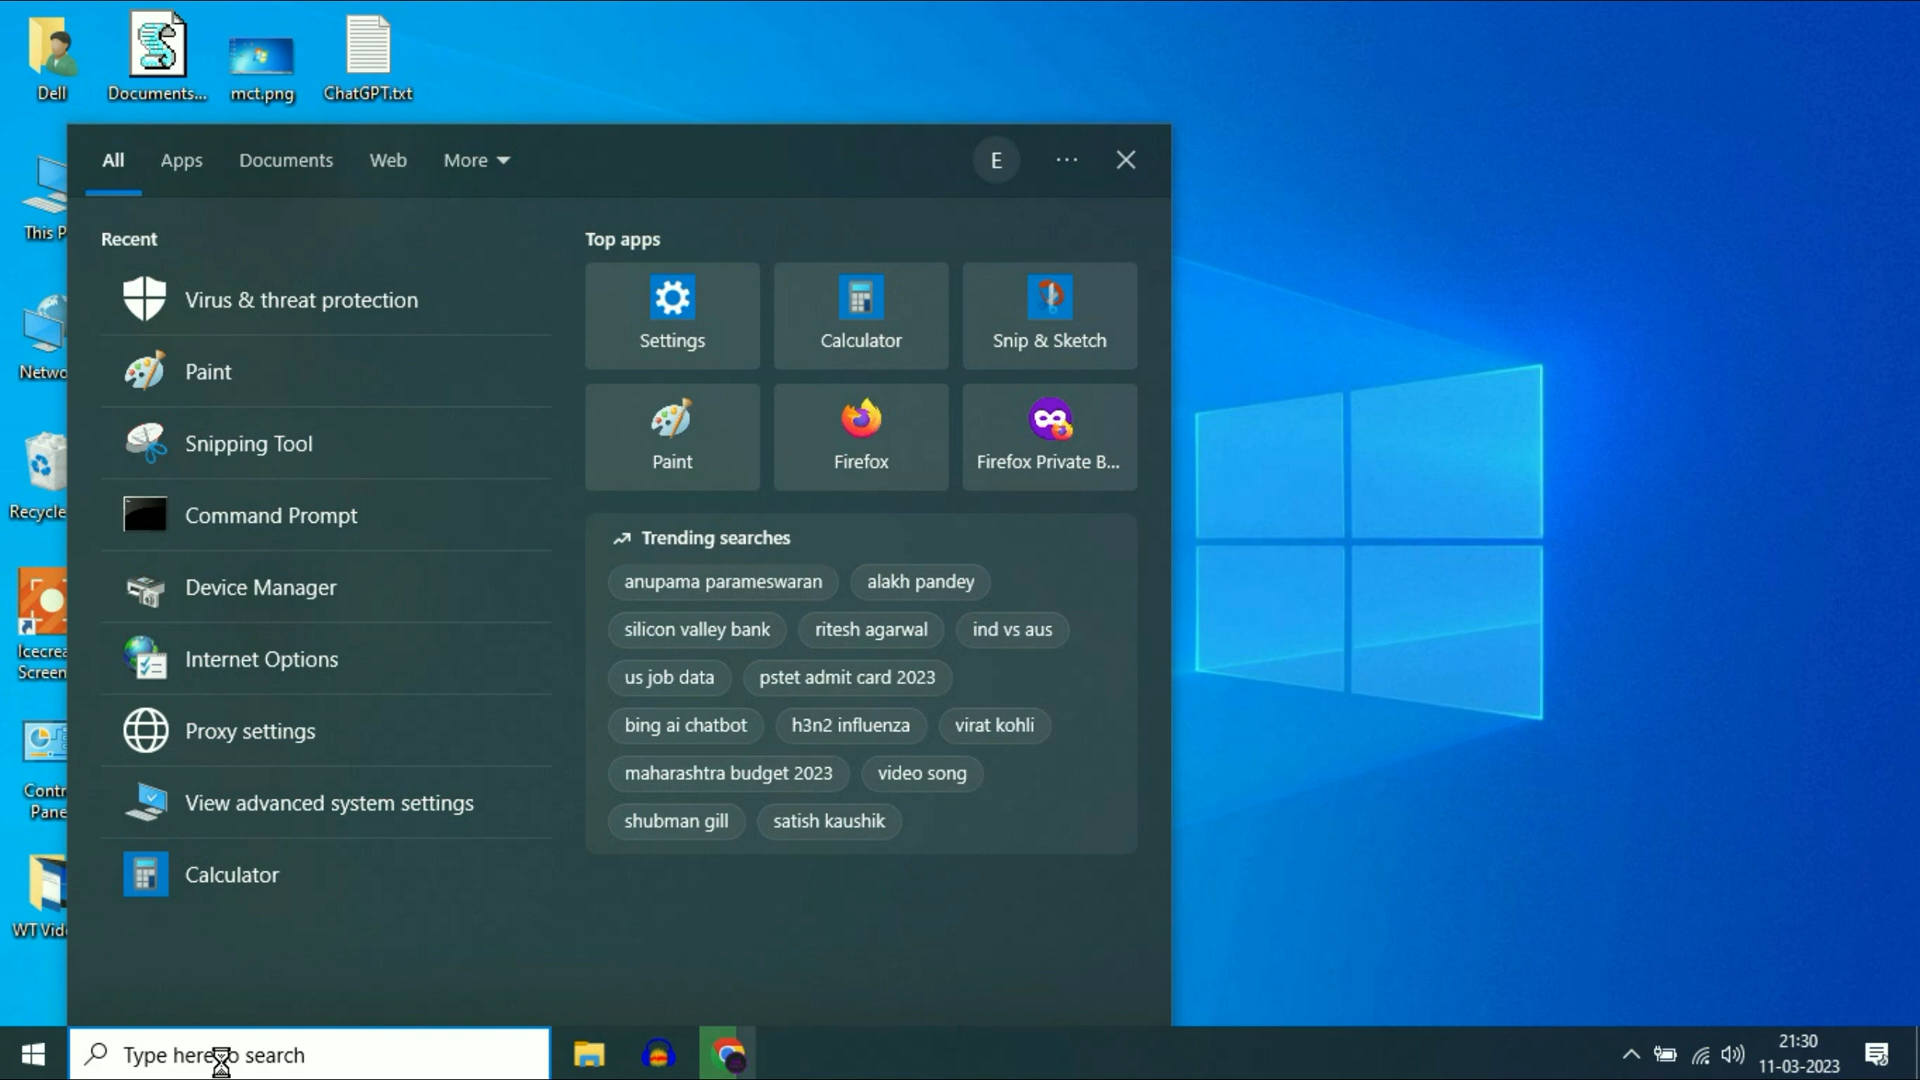 Dell
Documents...
mct.png
ChatGPT.txt
All
Apps
Documents
Web
More
E
This P
Netwo
Recycle
Icecrea
Screen
Contr
Pane
WT Vid
Recent
Virus & threat protection
Paint
Snipping Tool
Command Prompt
Device Manager
Internet Options
Proxy settings
View advanced system settings
Calculator
Top apps
Settings
Calculator
Snip & Sketch
Paint
Firefox
Firefox Private B...
Trending searches
anupama parameswaran
alakh pandey
silicon valley bank
ritesh agarwal
ind vs aus
us job data
pstet admit card 2023
bing ai chatbot
h3n2 influenza
virat kohli
maharashtra budget 2023
video song
shubman gill
satish kaushik
Type here to search
21:30
11-03-2023